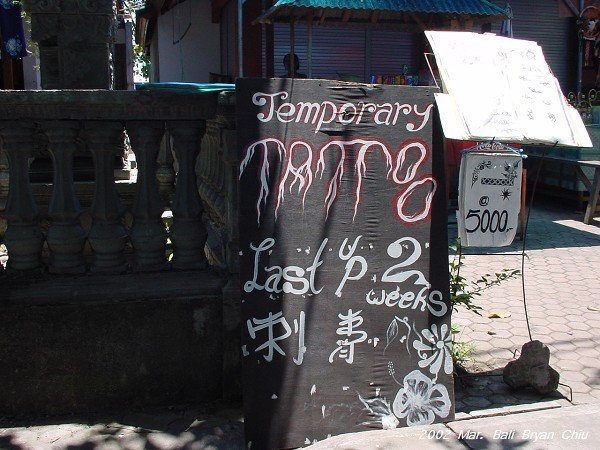 Temporary
TATTOO
Last up 2
weeks
刺青
@
5000,-
2002 Mar. Bali Bryan Chiu